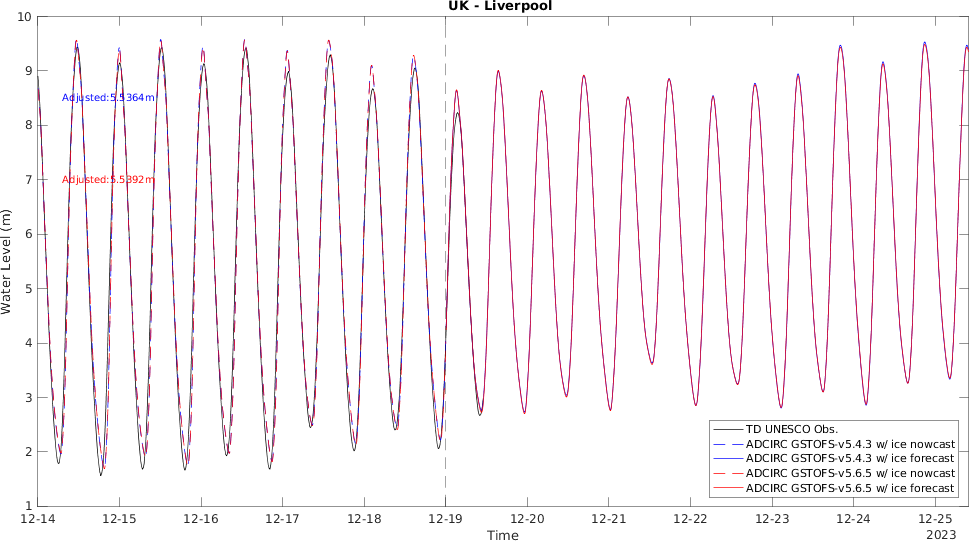 UK - Liverpool
10
9
8
7
6
5
4
3
2
1
Water Level (m)
Adjusted:5.5364m
Adjusted:5.5392m
TD UNESCO Obs.
ADCIRC GSTOFS-v5.4.3 w/ ice nowcast
ADCIRC GSTOFS-v5.4.3 w/ ice forecast
ADCIRC GSTOFS-v5.6.5 w/ ice nowcast
ADCIRC GSTOFS-v5.6.5 w/ ice forecast
12-14 12-15 12-16 12-17 12-18 12-19 12-20 12-21 12-22 12-23 12-24 12-25
Time
2023